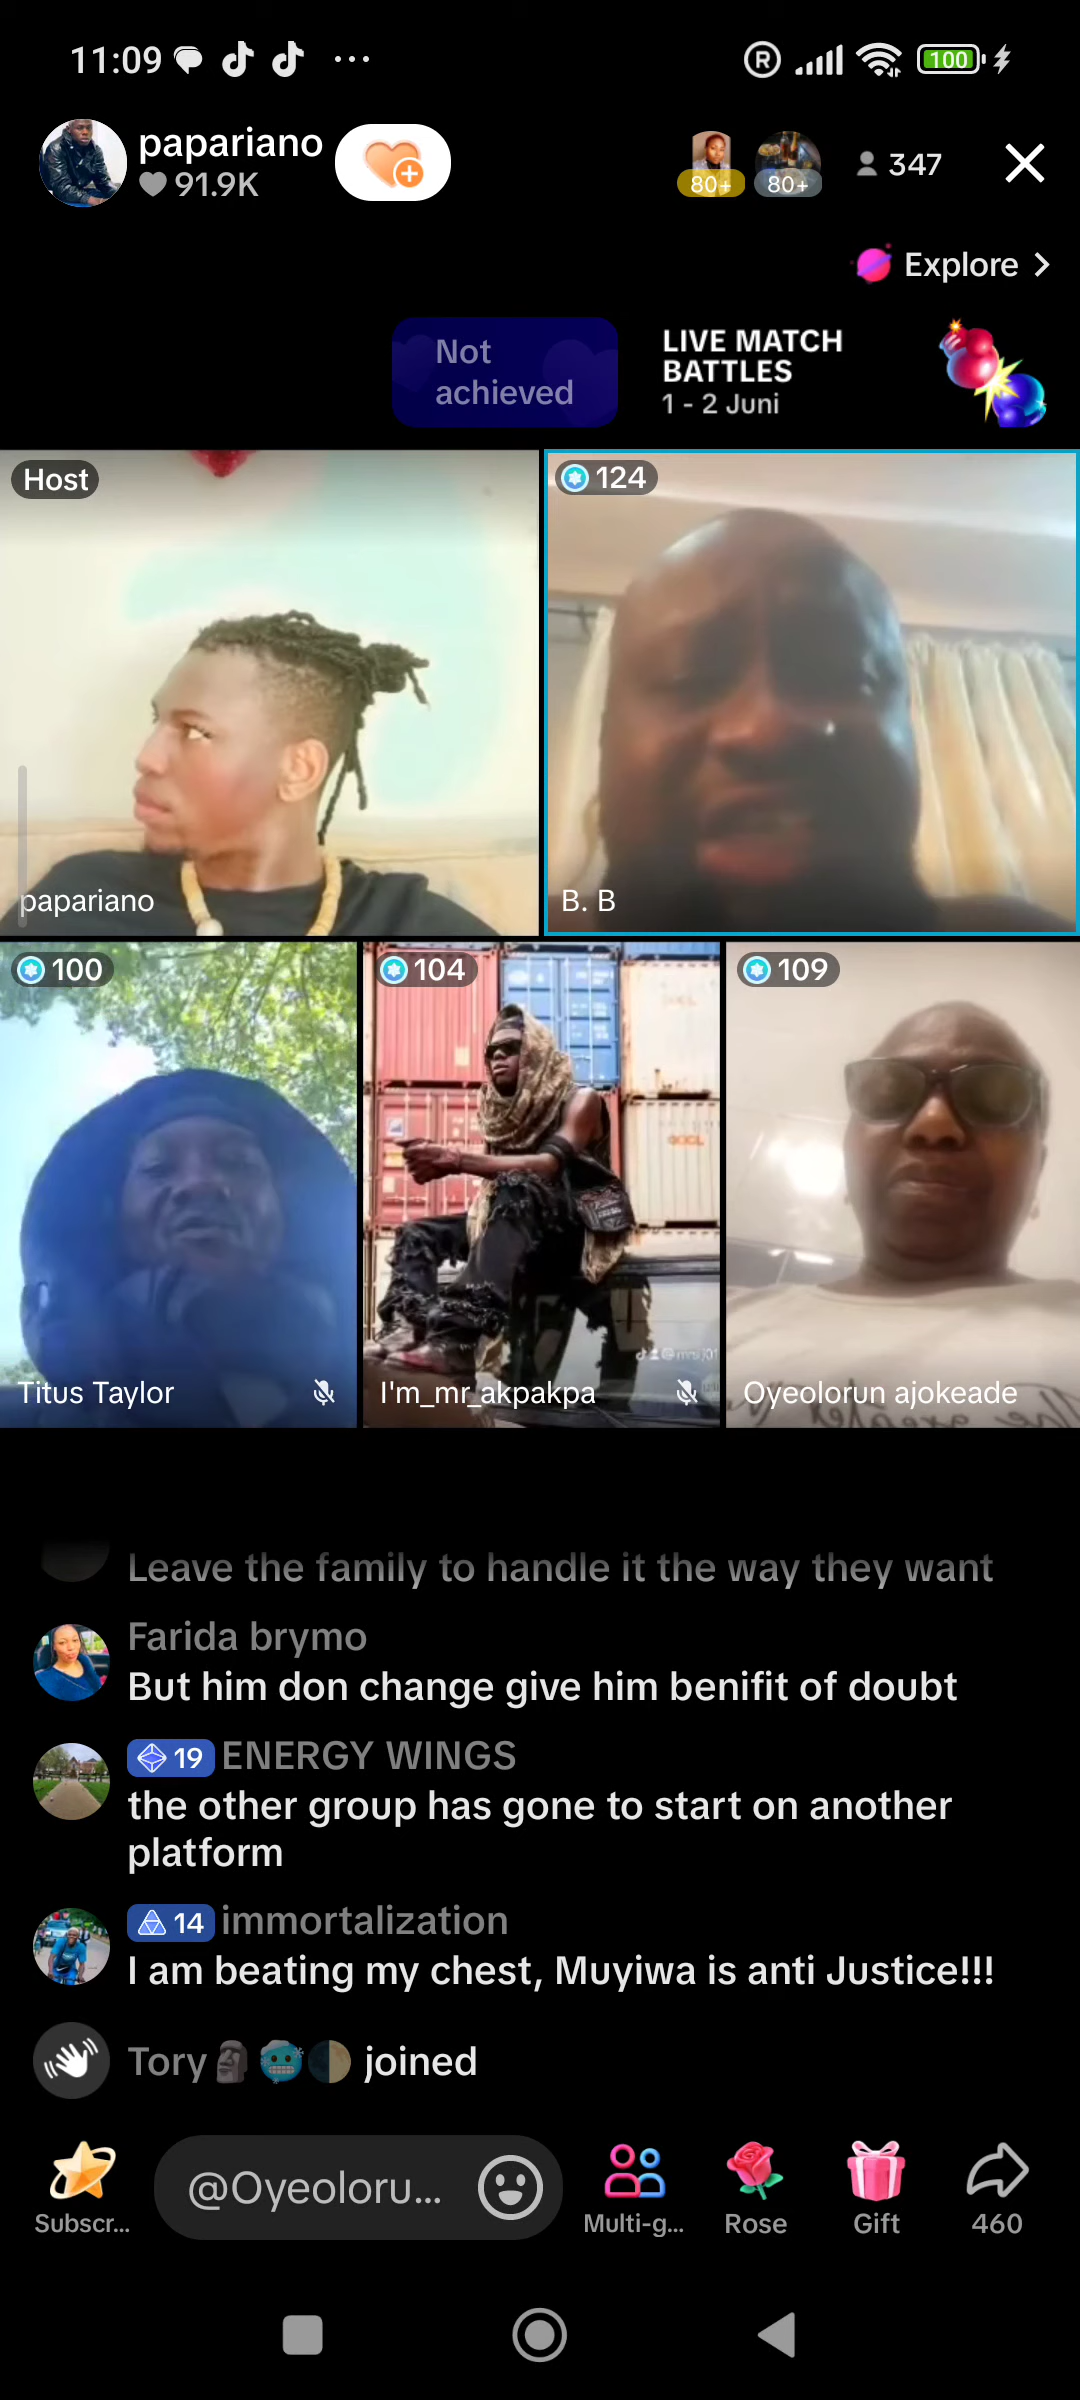 11:09
R
100
papariano
91.9K
80+
80+
347
Explore
Not
achieved
LIVE MATCH
BATTLES
1 - 2 Juni
Host
124
papariano
B. B
100
104
109
Titus Taylor
I'm_mr_akpakpa
Oyeolorun ajokeade
Leave the family to handle it the way they want
Farida brymo
But him don change give him benifit of doubt
19 ENERGY WINGS
the other group has gone to start on another
platform
14 immortalization
I am beating my chest, Muyiwa is anti Justice!!!
Tory🗿🥶🌓 joined
@Oyeoloru...
Subscr...
Multi-g...
Rose
Gift
460